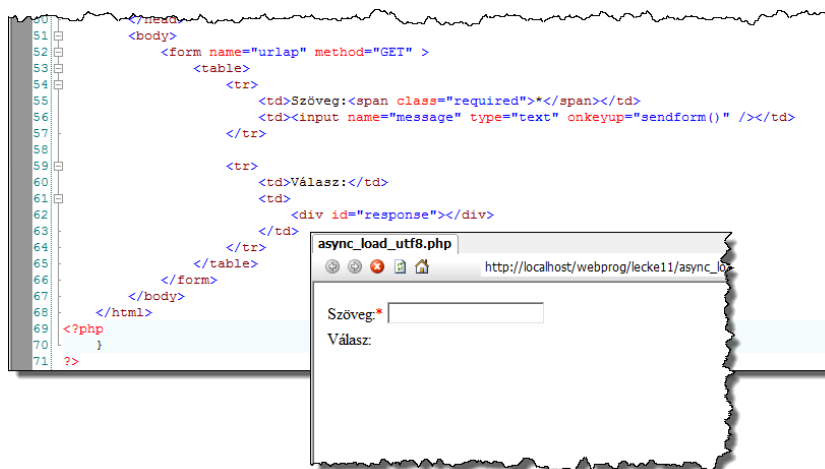 50 </head>
51 <body>
52 <form name="urlap" method="GET" >
53 <table>
54 <tr>
55 <td>Szöveg:<span class="required">*</span></td>
56 <td><input name="message" type="text" onkeyup="sendform()" /></td>
57 </tr>
58
59 <tr>
60 <td>Válasz:</td>
61 <td>
62 <div id="response"></div>
63 </td>
64 </tr>
65 </table>
66 </form>
67 </body>
68 </html>
69 <?php
70 }
71 ?>
async_load_utf8.php
http://localhost/webprog/lecke11/async_lo
Szöveg:*
Válasz: